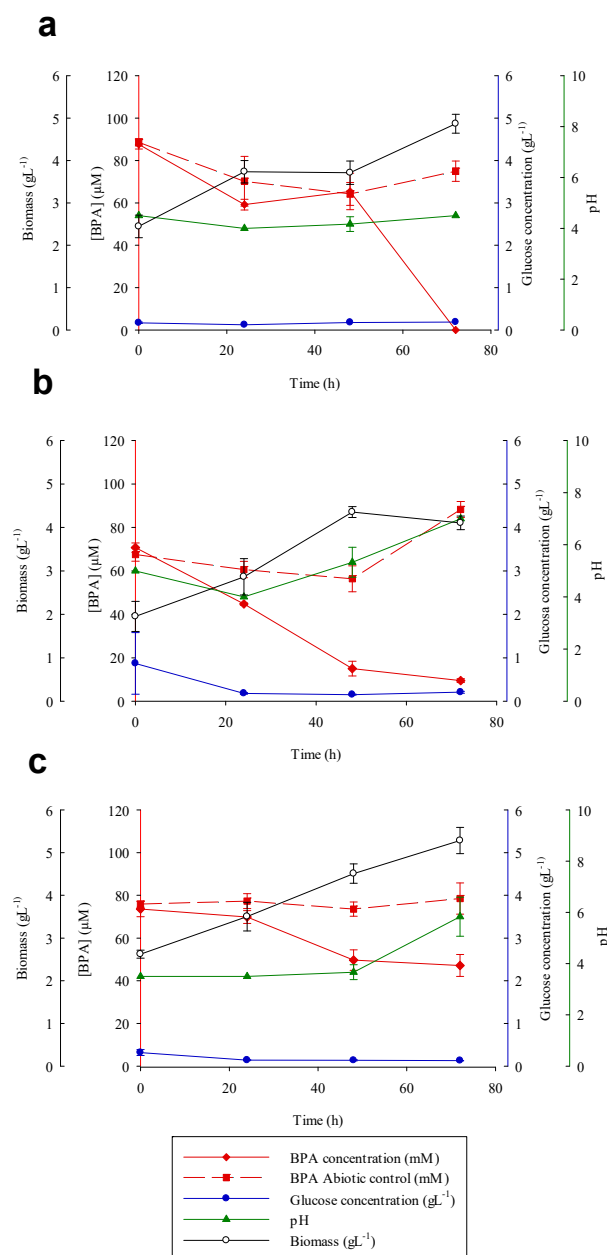 a
6 120 6 10
5 100 5 8
4 80 4 6
3 60 3
2 40 2 4
1 20 1 2
0 0 0 0
0 20 40 60 80
Biomass (gL-1)
[BPA] (µM)
Glucose concentration (gL-1)
pH
Time (h)
b
6 120 6 10
5 100 5 8
4 80 4 6
3 60 3
2 40 2 4
1 20 1 2
0 0 0 0
0 20 40 60 80
Biomass (gL-1)
[BPA] (µM)
Glucosa concentration (gL-1)
pH
Time (h)
c
6 120 6 10
5 100 5 8
4 80 4 6
3 60 3
2 40 2 4
1 20 1 2
0 0 0 0
0 20 40 60 80
Biomass (gL-1)
[BPA] (µM)
Glucose concentration (gL-1)
pH
Time (h)
BPA concentration (mM)
BPA Abiotic control (mM)
Glucose concentration (gL-1)
pH
Biomass (gL-1)